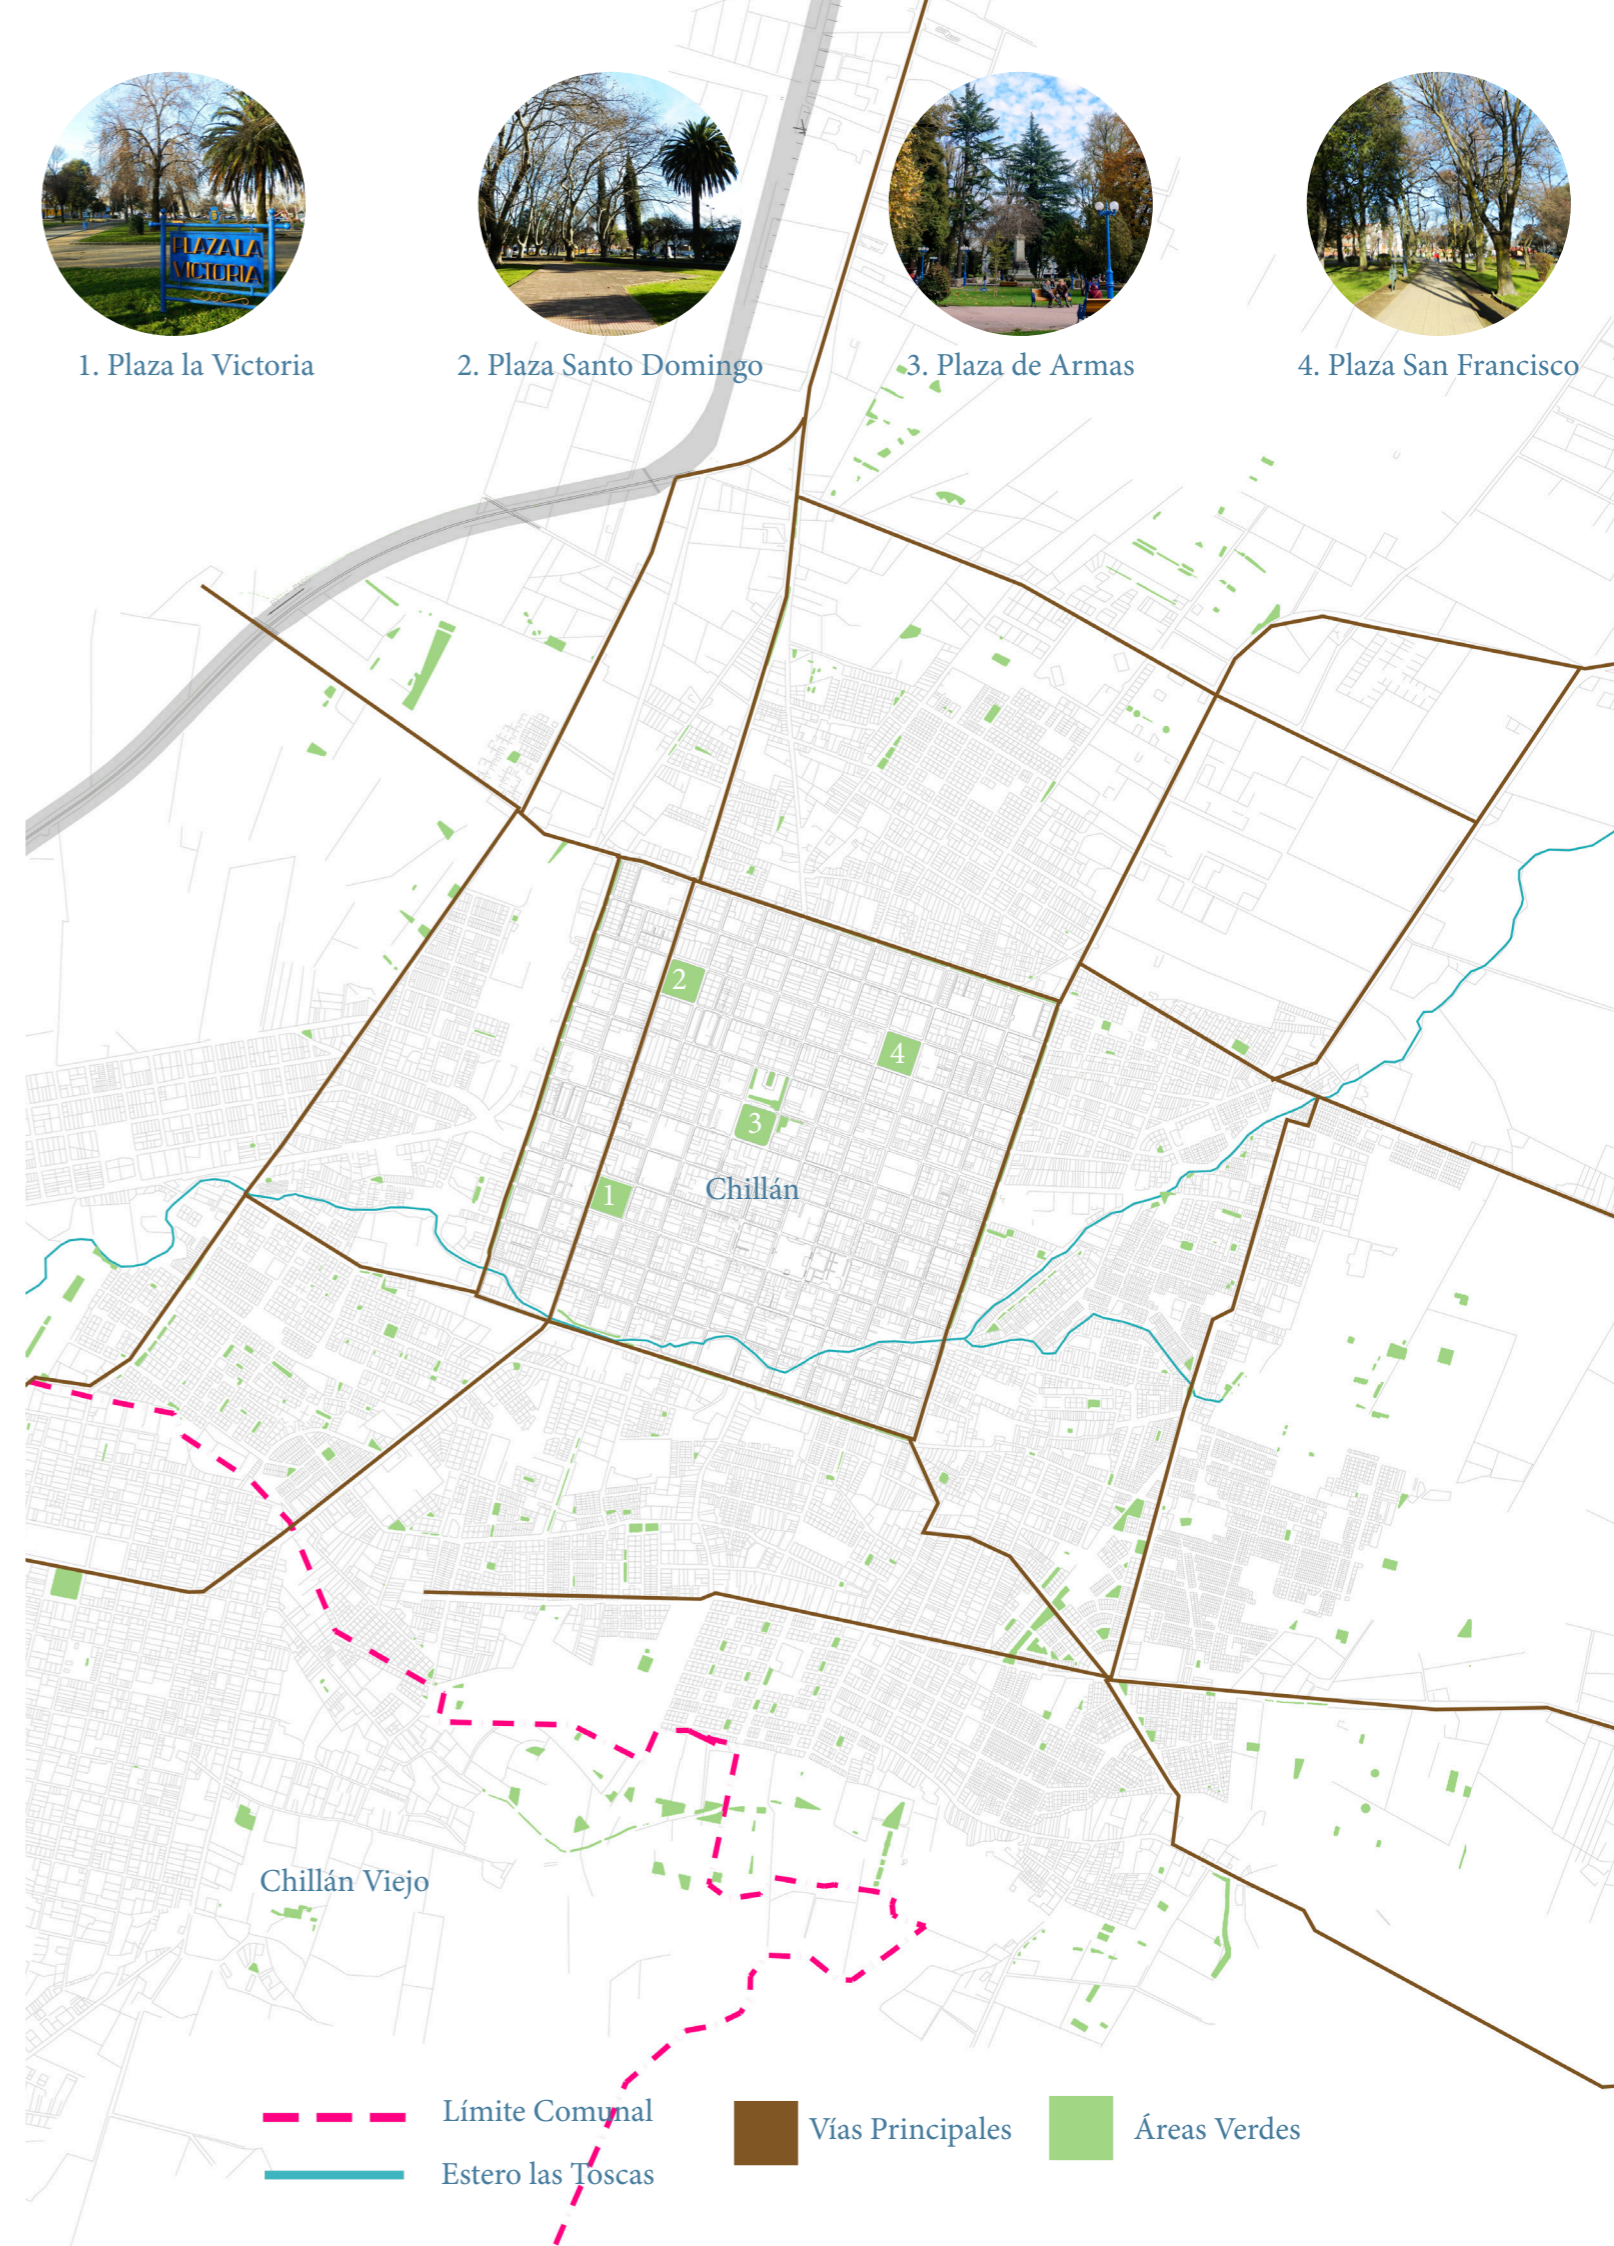 PLAZA LA
VICTORIA
1. Plaza la Victoria
2. Plaza Santo Domingo
3. Plaza de Armas
4. Plaza San Francisco
2
4
3
1
Chillán
Chillán Viejo
Límite Comunal
Estero las Toscas
Vías Principales
Áreas Verdes